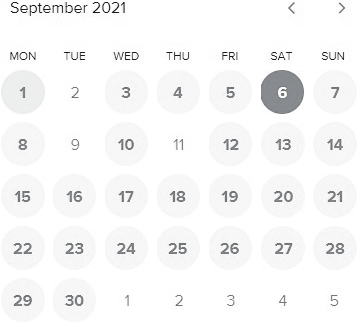 September 2021
MON TUE WED THU FRI SAT SUN
1 2 3 4 5 6 7
8 9 10 11 12 13 14
15 16 17 18 19 20 21
22 23 24 25 26 27 28
29 30 1 2 3 4 5